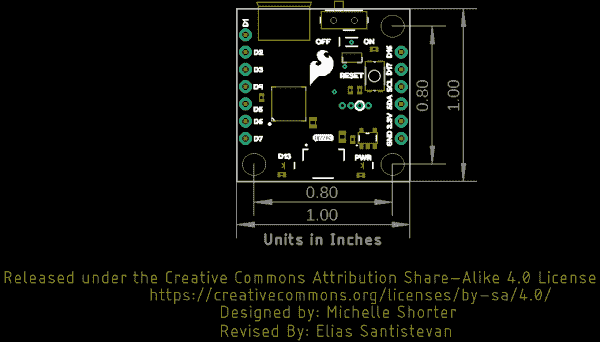 D1
OFF ON
D2 D16
D3 D17
RESET
D4 SCL
D5 SDA
D6 3.3V
D7 GND
D13 PWR
0.80
1.00
0.80
1.00
Units in Inches
Released under the Creative Commons Attribution Share-Alike 4.0 License
https://creativecommons.org/licenses/by-sa/4.0/
Designed by: Michelle Shorter
Revised By: Elias Santistevan